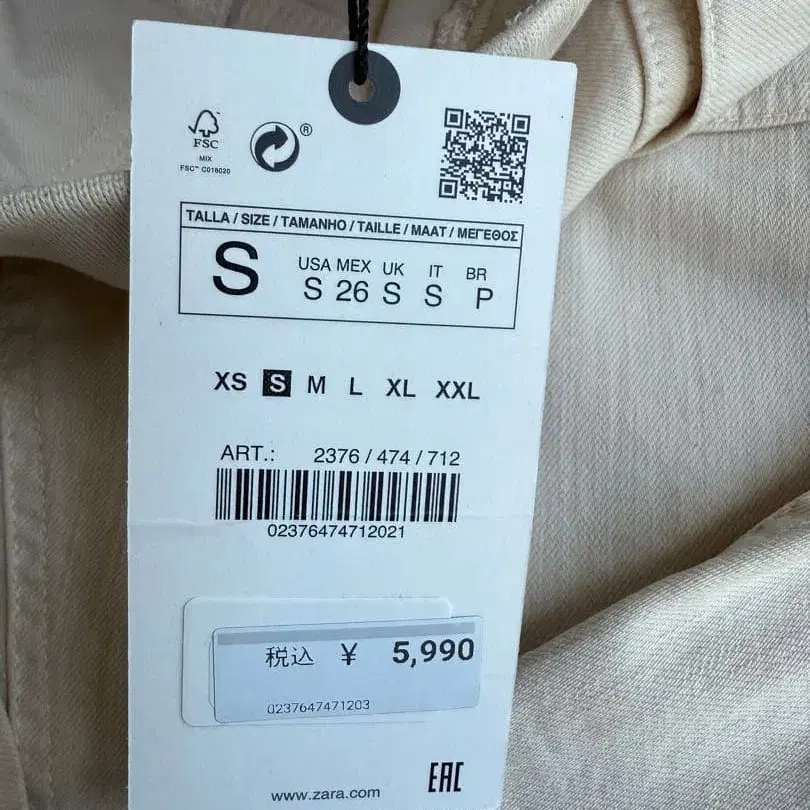 FSC
MIX
FSC™ C018020
®
TALLA / SIZE / TAMANHO / TAILLE / MAAT / ΜΕΓΕΘΟΣ
S
USA MEX UK IT BR
S 26 S S P
XS S M L XL XXL
ART.: 2376 / 474 / 712
02376474712021
税込 ¥ 5,990
0237647471203
www.zara.com
EAC